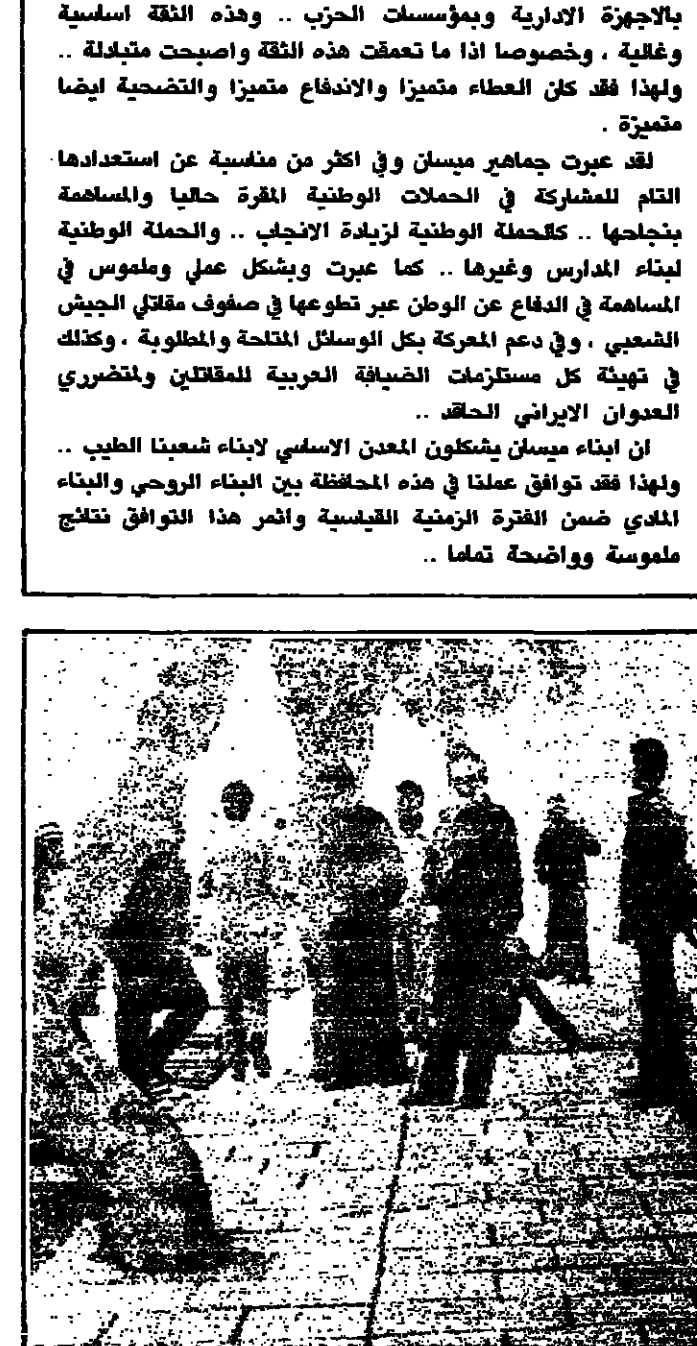 بالاجهزة الادارية وبمؤسسات الحزب .. وهذه الثقة اساسية
وغالية ، وخصوصا اذا ما تعمقت هذه الثقة واصبحت متبادلة ..
ولهذا فقد كان العطاء متميزا والاندفاع متميزا والتضحية ايضا
متميزة .
لقد عبرت جماهير ميسان وفي اكثر من مناسبة عن استعدادها
التام للمشاركة في الحملات الوطنية المقرة حاليا والمساهمة
بنجاحها .. كالحملة الوطنية لزيادة الانجاب .. والحملة الوطنية
لبناء المدارس وغيرها .. كما عبرت وبشكل عملي وملموس في
المساهمة في الدفاع عن الوطن عبر تطوعها في صفوف مقاتلي الجيش
الشعبي ، وفي دعم المعركة بكل الوسائل المتاحة والمطلوبة ، وكذلك
في تهيئة كل مستلزمات الضيافة العربية للمقاتلين ولمتضرري
العدوان الايراني الحاقد ..
ان ابناء ميسان يشكلون المعدن الاساسي لابناء شعبنا الطيب ..
ولهذا فقد توافق عملنا في هذه المحافظة بين البناء الروحي والبناء
المادي ضمن الفترة الزمنية القياسية واثمر هذا التوافق نتائج
ملموسة وواضحة تماما ..